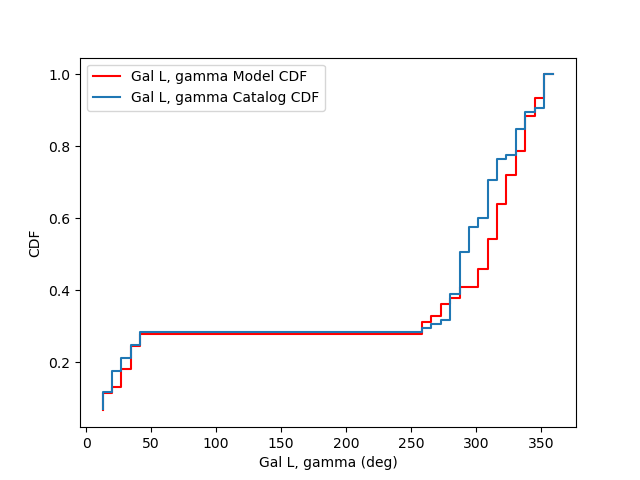 Gal L, gamma Model CDF
Gal L, gamma Catalog CDF
1.0
0.8
0.6
0.4
0.2
CDF
0 50 100 150 200 250 300 350
Gal L, gamma (deg)